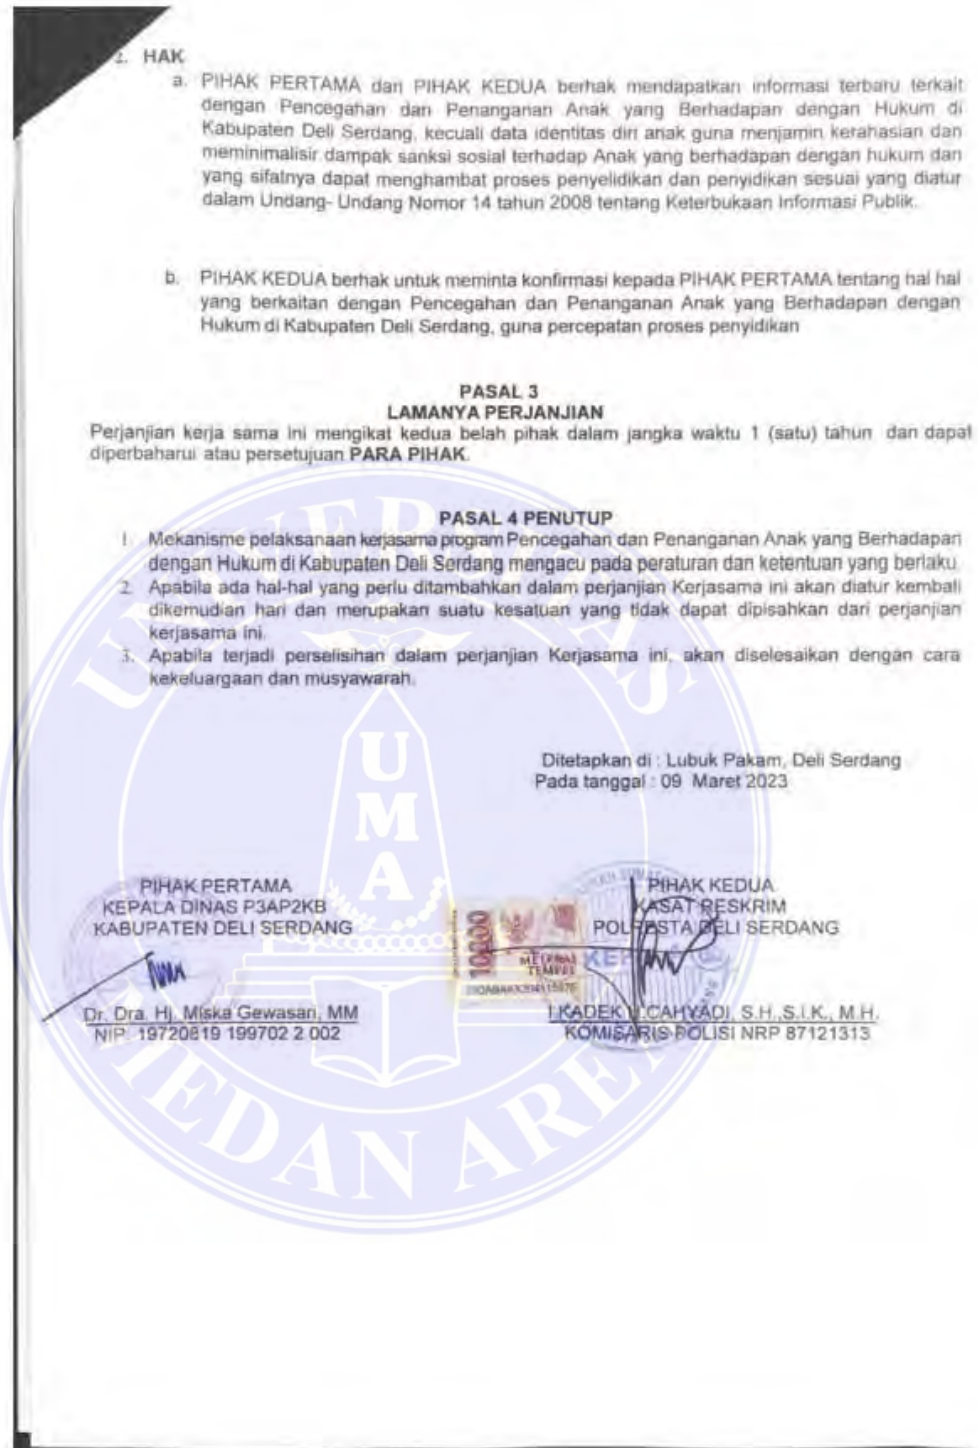 2. HAK
a. PIHAK PERTAMA dan PIHAK KEDUA berhak mendapatkan informasi terbaru terkait
dengan Pencegahan dan Penanganan Anak yang Berhadapan dengan Hukum di
Kabupaten Deli Serdang, kecuali data identitas diri anak guna menjamin kerahasian dan
meminimalisir dampak sanksi sosial terhadap Anak yang berhadapan dengan hukum dan
yang sifatnya dapat menghambat proses penyelidikan dan penyidikan sesuai yang diatur
dalam Undang- Undang Nomor 14 tahun 2008 tentang Keterbukaan Informasi Publik.
b. PIHAK KEDUA berhak untuk meminta konfirmasi kepada PIHAK PERTAMA tentang hal hal
yang berkaitan dengan Pencegahan dan Penanganan Anak yang Berhadapan dengan
Hukum di Kabupaten Deli Serdang, guna percepatan proses penyidikan
PASAL 3
LAMANYA PERJANJIAN
Perjanjian kerja sama ini mengikat kedua belah pihak dalam jangka waktu 1 (satu) tahun dan dapat
diperbaharui atau persetujuan PARA PIHAK.
PASAL 4 PENUTUP
1. Mekanisme pelaksanaan kerjasama program Pencegahan dan Penanganan Anak yang Berhadapan
dengan Hukum di Kabupaten Deli Serdang mengacu pada peraturan dan ketentuan yang berlaku.
2. Apabila ada hal-hal yang perlu ditambahkan dalam perjanjian Kerjasama ini akan diatur kembali
dikemudian hari dan merupakan suatu kesatuan yang tidak dapat dipisahkan dari perjanjian
kerjasama ini.
3. Apabila terjadi perselisihan dalam perjanjian Kerjasama ini, akan diselesaikan dengan cara
kekeluargaan dan musyawarah.
Ditetapkan di : Lubuk Pakam, Deli Serdang
Pada tanggal : 09 Maret 2023
PIHAK PERTAMA
KEPALA DINAS P3AP2KB
KABUPATEN DELI SERDANG
Dr. Dra. Hj. Miska Gewasari, MM
NIP. 19720819 199702 2 002
PIHAK KEDUA
KASAT RESKRIM
POLRESTA DELI SERDANG
I KADEK H.CAHYADI, S.H.,S.I.K., M.H.
KOMISARIS POLISI NRP 87121313
10000
METERAI
TEMPEL
UNIVERSITAS
UMA
MEDAN AREA